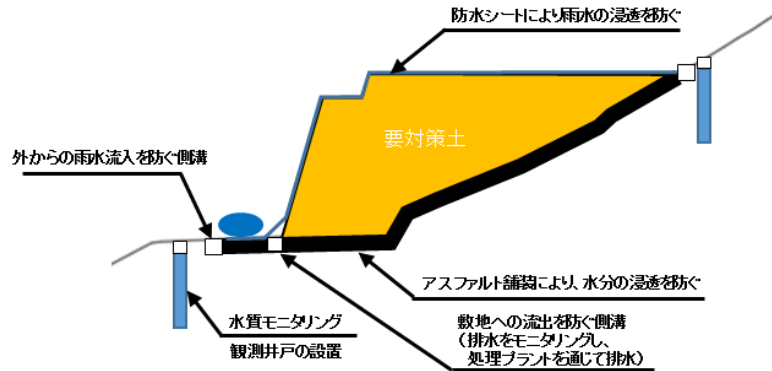 防水シートにより雨水の浸透を防ぐ
要対策土
外からの雨水流入を防ぐ側溝
アスファルト舗装により、水分の浸透を防ぐ
水質モニタリング
観測井戸の設置
敷地への流出を防ぐ側溝
（排水をモニタリングし、
処理プラントを通じて排水）